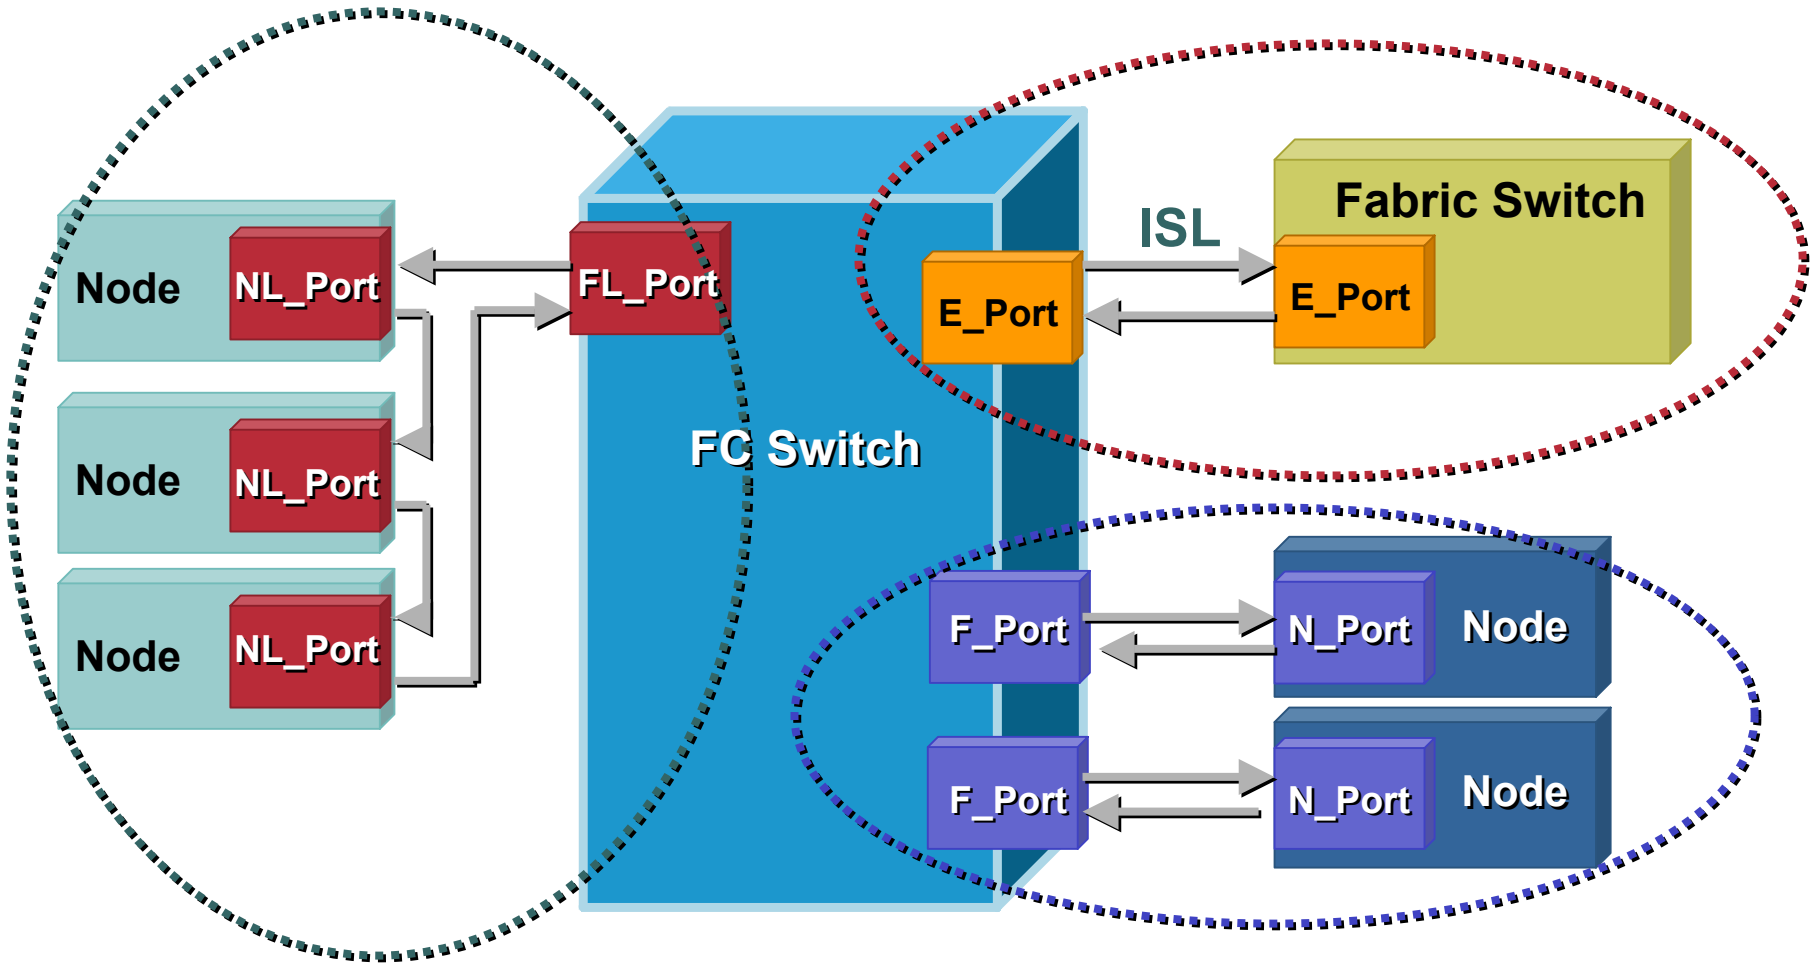 Node
NL_Port
Node
NL_Port
Node
NL_Port
FL_Port
FC Switch
E_Port
ISL
Fabric Switch
E_Port
F_Port
N_Port
Node
F_Port
N_Port
Node